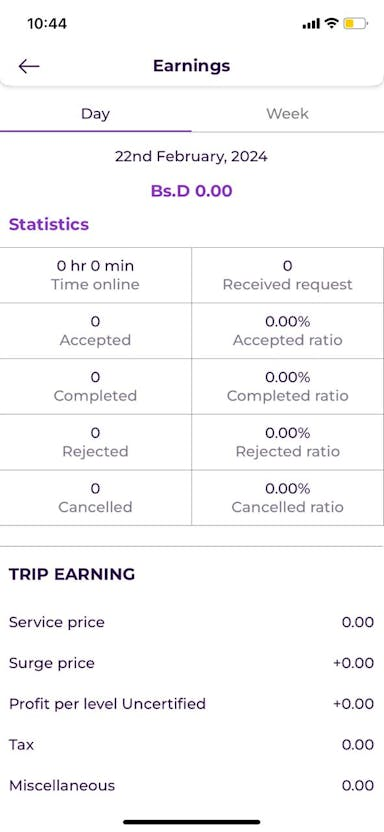 10:44
Earnings
Day Week
22nd February, 2024
Bs.D 0.00
Statistics
0 hr 0 min 0
Time online Received request
0 0.00%
Accepted Accepted ratio
0 0.00%
Completed Completed ratio
0 0.00%
Rejected Rejected ratio
0 0.00%
Cancelled Cancelled ratio
TRIP EARNING
Service price 0.00
Surge price +0.00
Profit per level Uncertified +0.00
Tax 0.00
Miscellaneous 0.00